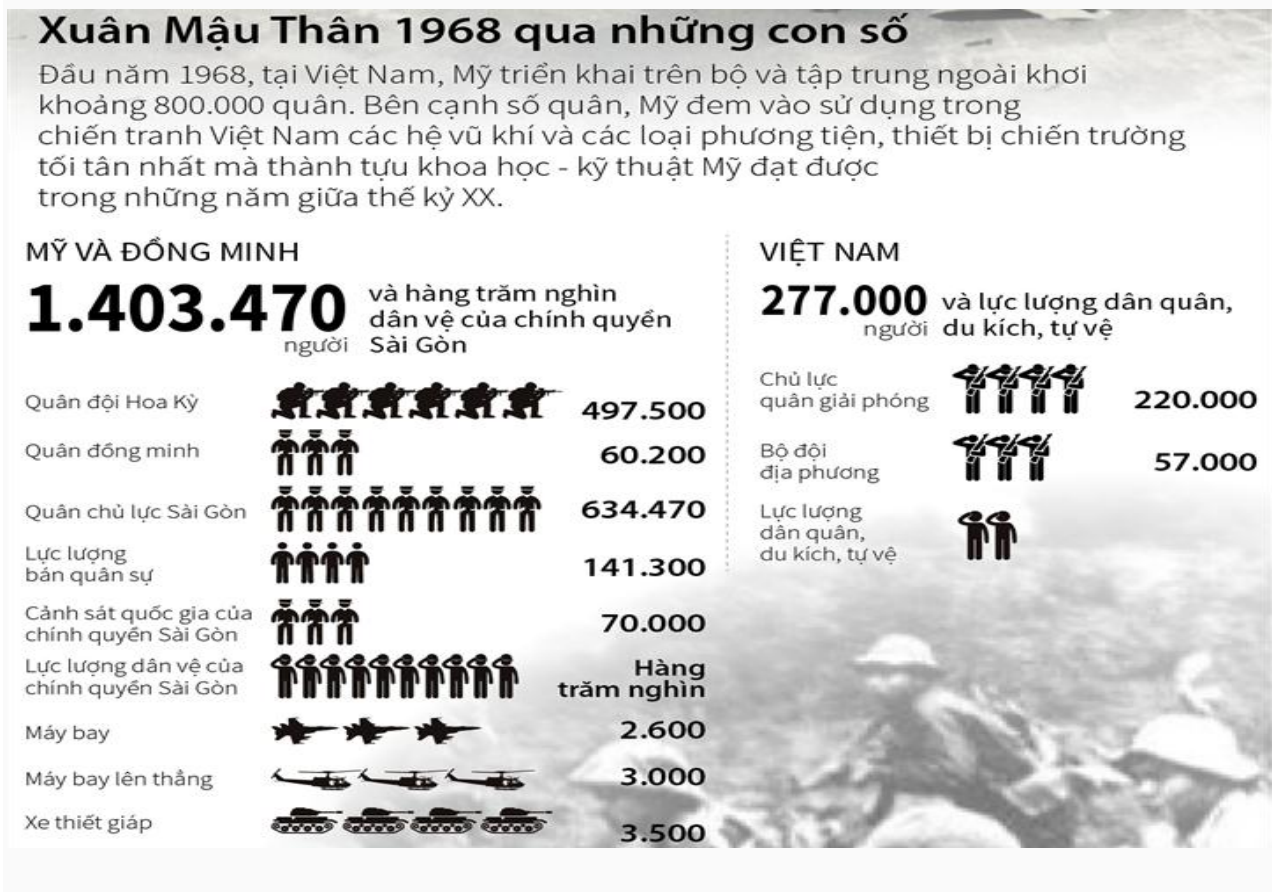 Xuân Mậu Thân 1968 qua những con số
Đầu năm 1968, tại Việt Nam, Mỹ triển khai trên bộ và tập trung ngoài khơi
khoảng 800.000 quân. Bên cạnh số quân, Mỹ đem vào sử dụng trong
chiến tranh Việt Nam các hệ vũ khí và các loại phương tiện, thiết bị chiến trường
tối tân nhất mà thành tựu khoa học - kỹ thuật Mỹ đạt được
trong những năm giữa thế kỷ XX.
MỸ VÀ ĐỒNG MINH
1.403.470
người
và hàng trăm nghìn
dân vệ của chính quyền
Sài Gòn
Quân đội Hoa Kỳ
497.500
Quân đồng minh
60.200
Quân chủ lực Sài Gòn
634.470
Lực lượng
bán quân sự
141.300
Cảnh sát quốc gia của
chính quyền Sài Gòn
70.000
Lực lượng dân vệ của
chính quyền Sài Gòn
Hàng
trăm nghìn
Máy bay
2.600
Máy bay lên thẳng
3.000
Xe thiết giáp
3.500
VIỆT NAM
277.000
người
và lực lượng dân quân,
du kích, tự vệ
Chủ lực
quân giải phóng
220.000
Bộ đội
địa phương
57.000
Lực lượng
dân quân,
du kích, tự vệ